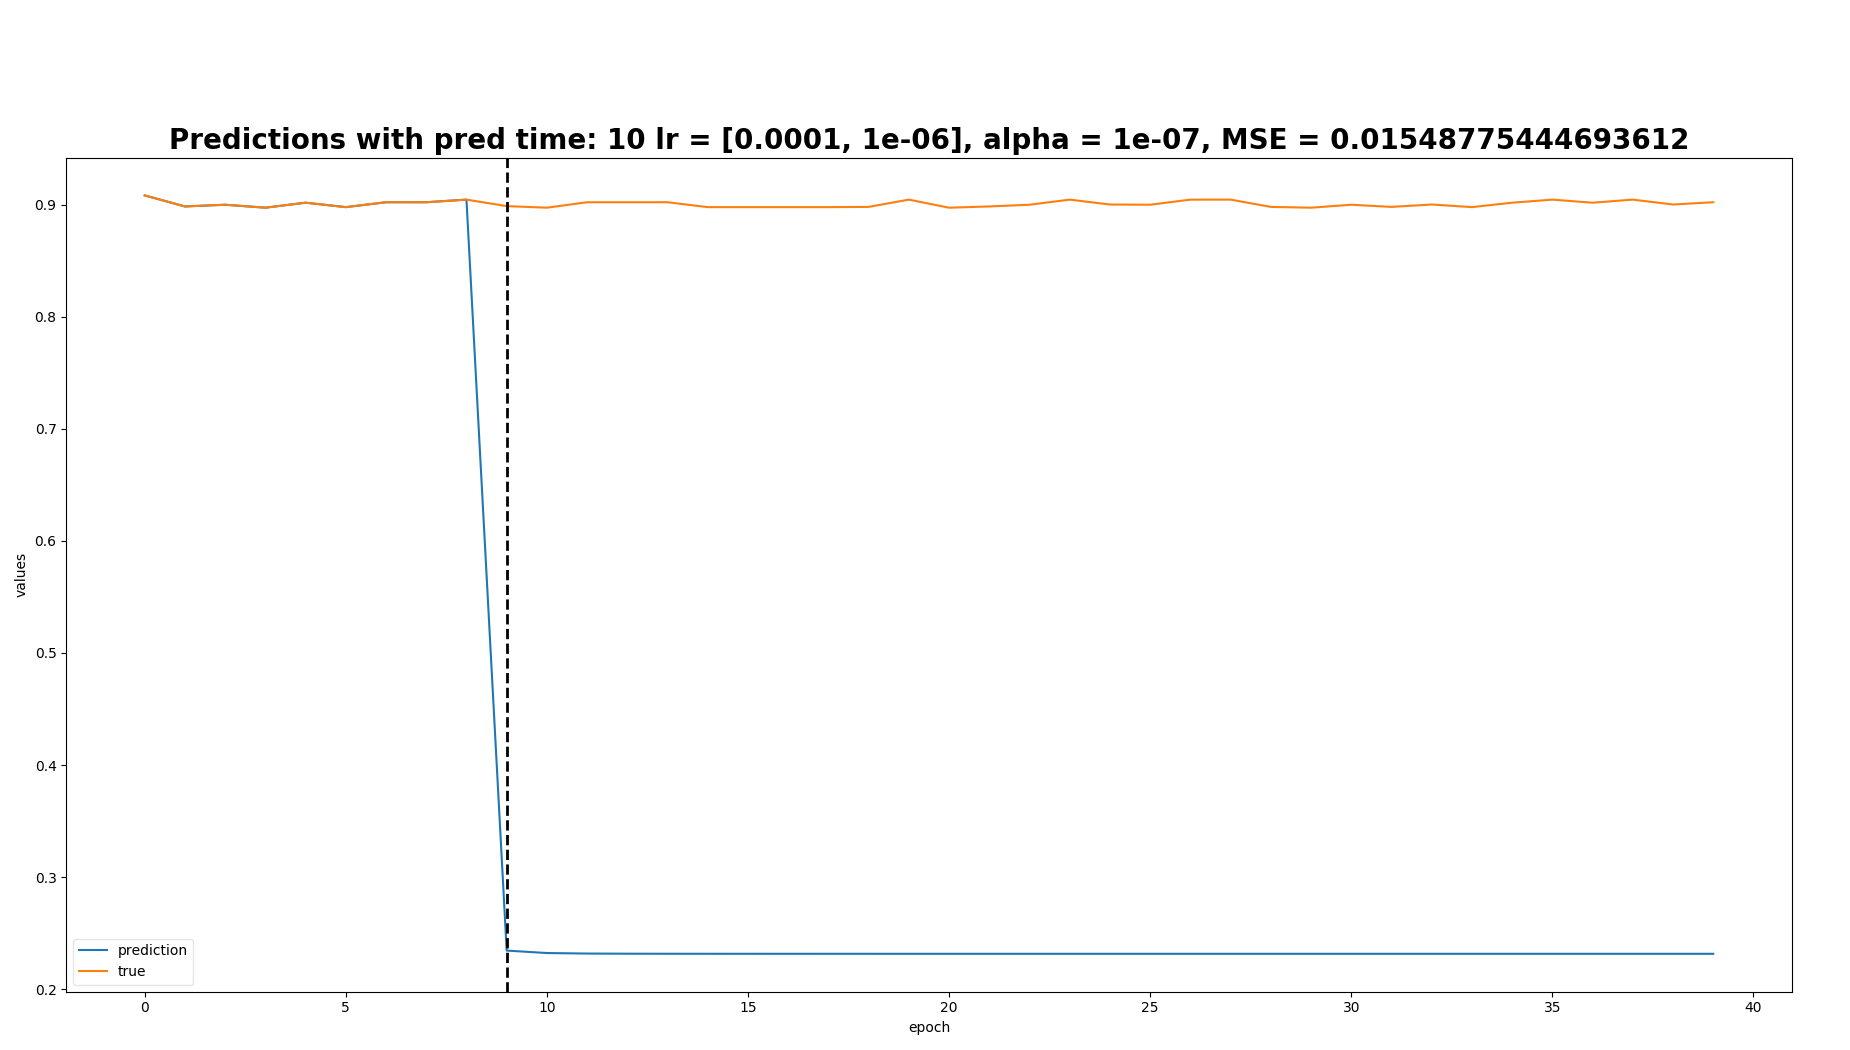 Predictions with pred time: 10 lr = [0.0001, 1e-06], alpha = 1e-07, MSE = 0.01548775444693612
0.9
0.8
0.7
0.6
0.5
0.4
0.3
0.2
values
prediction
true
0 5 10 15 20 25 30 35 40
epoch